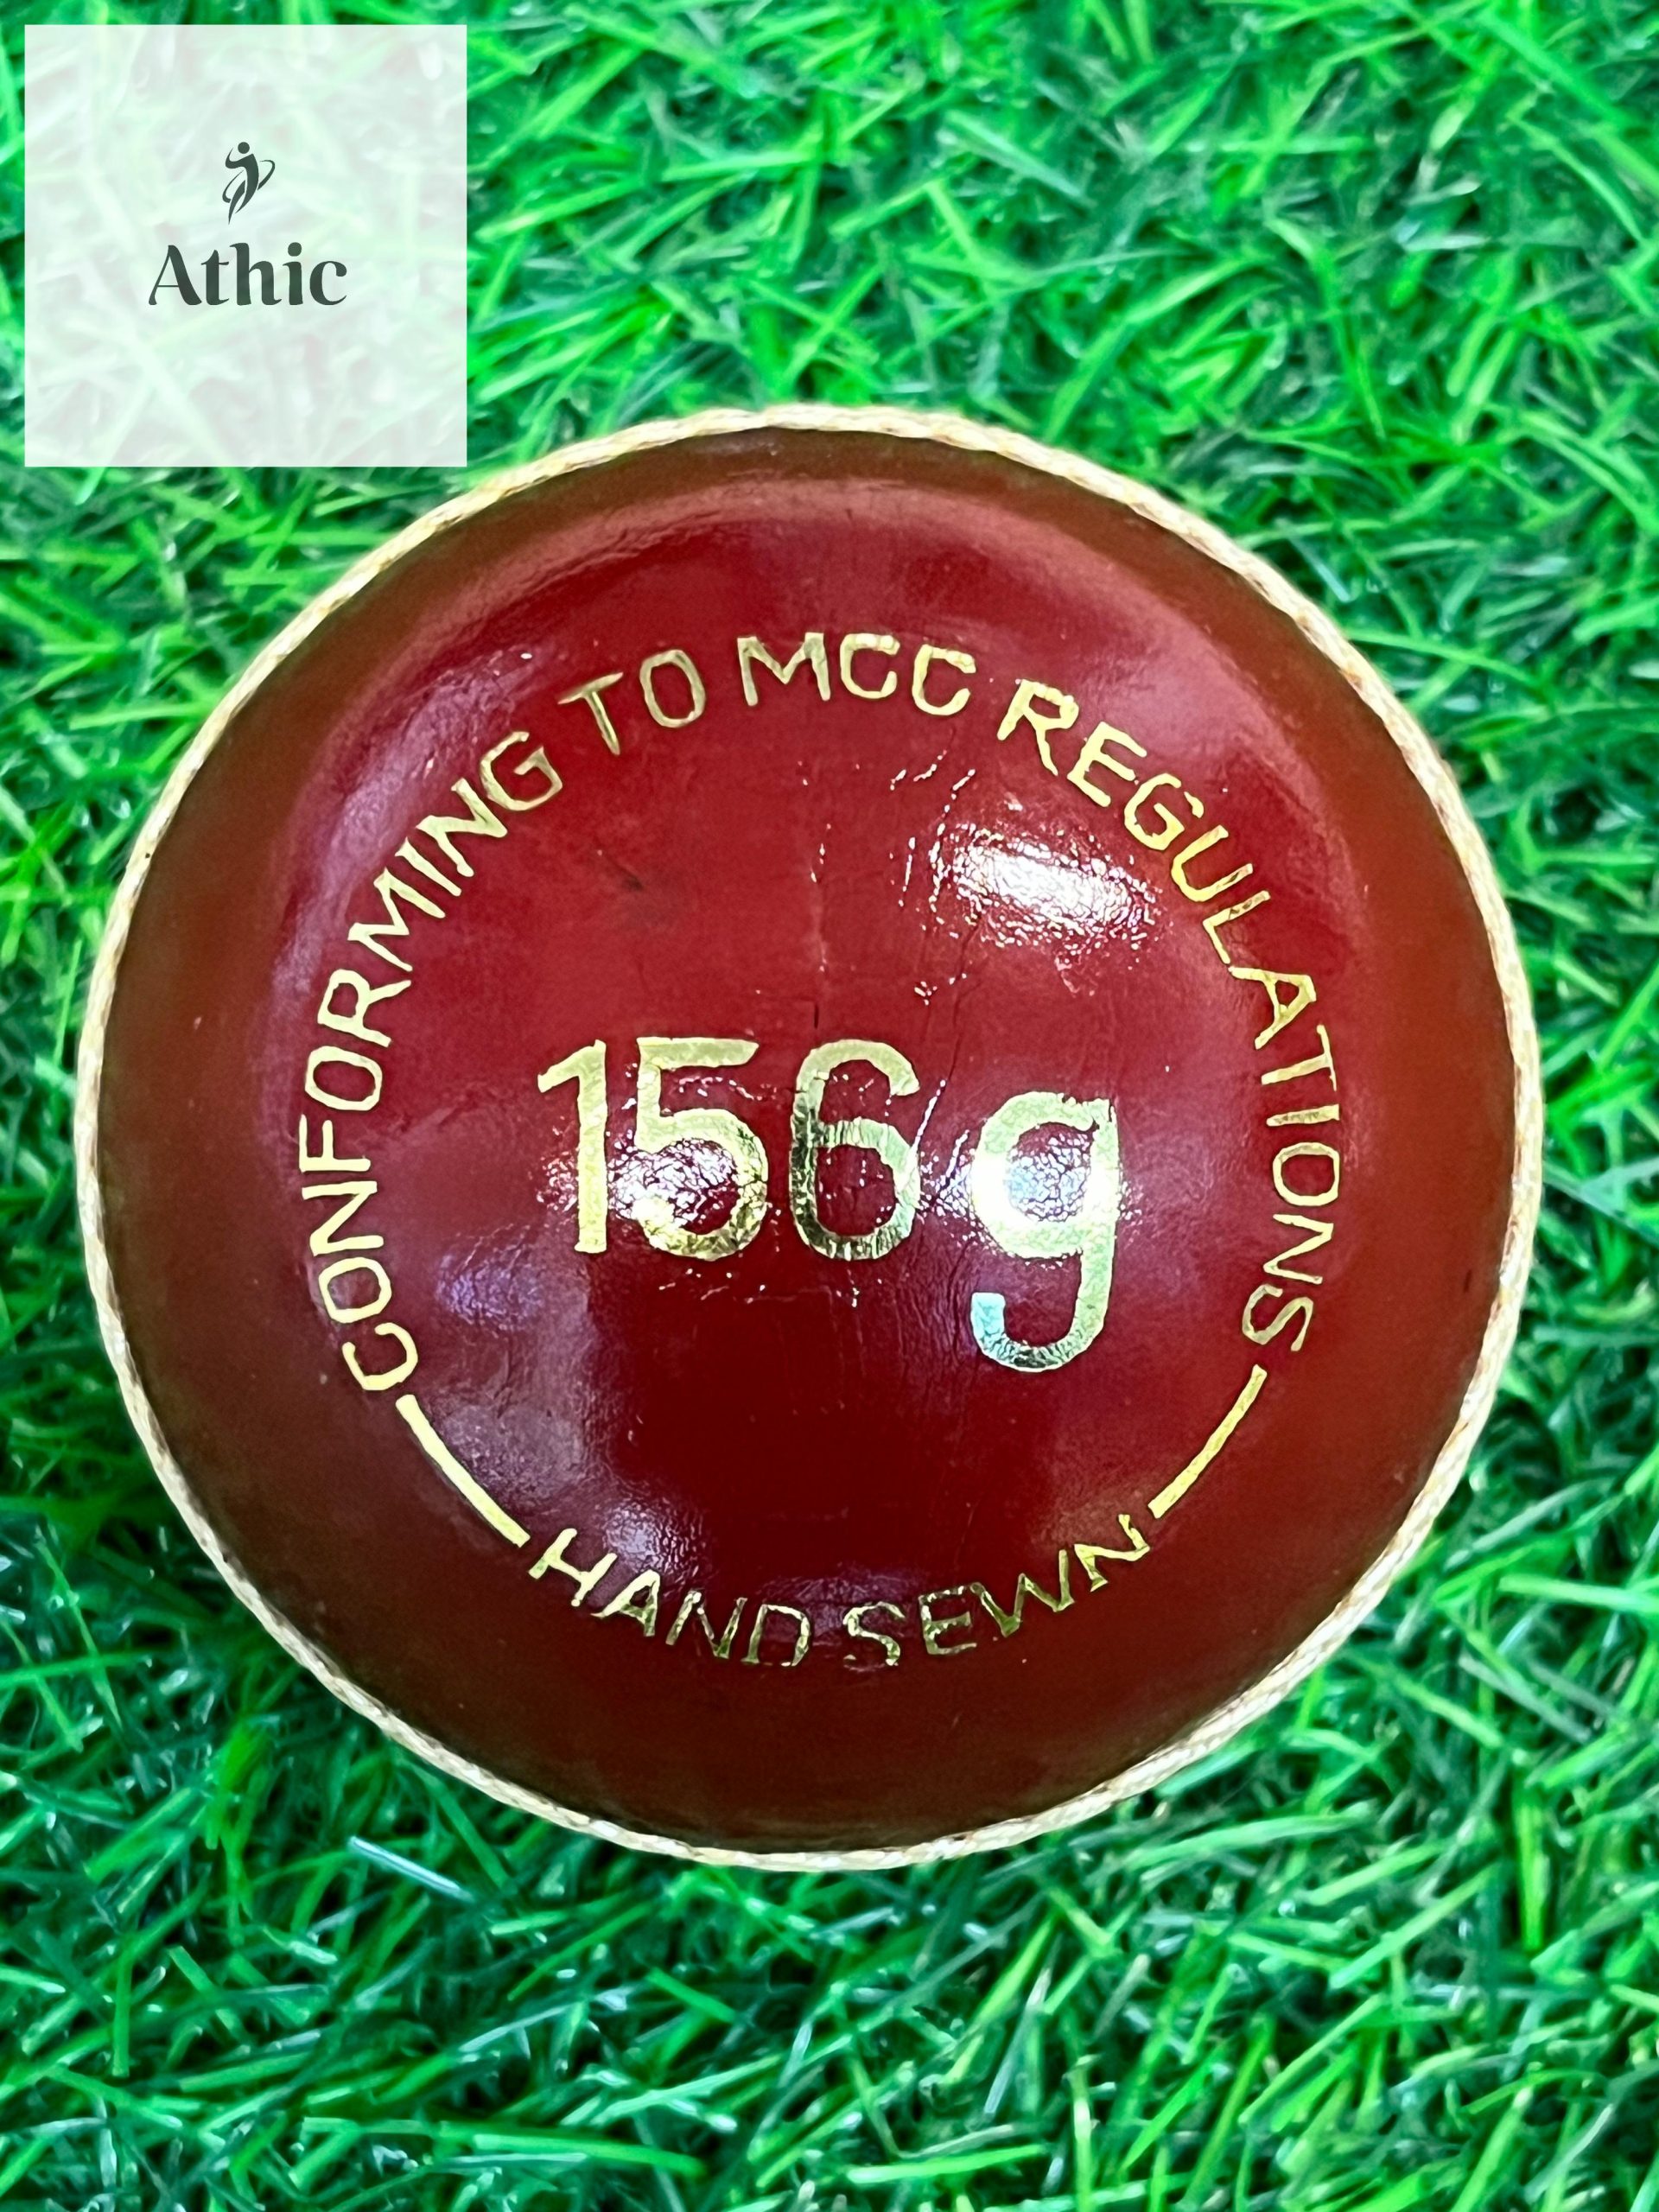 Athic
CONFORMING TO MCC REGULATIONS
156g
HAND SEWN